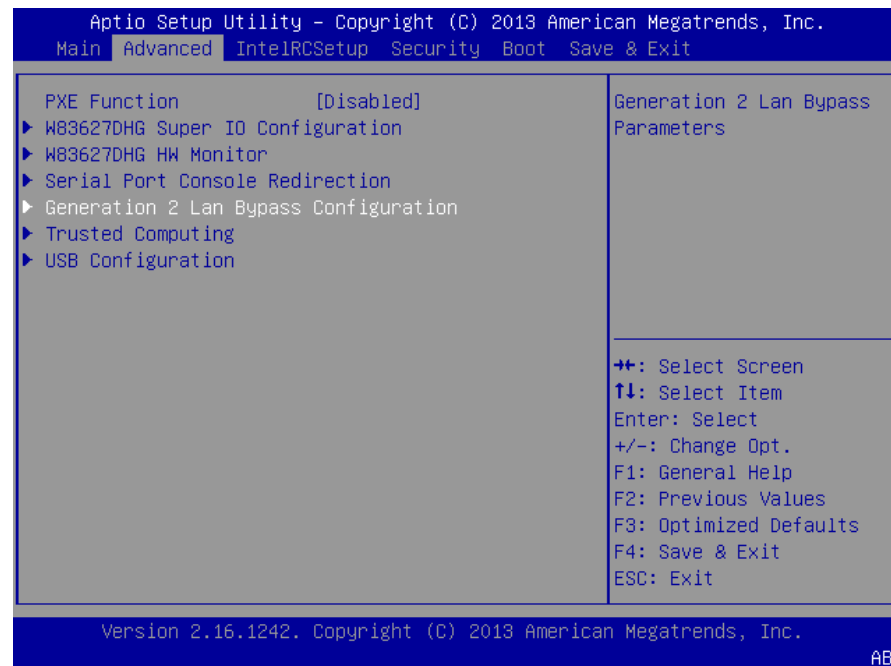 Aptio Setup Utility – Copyright (C) 2013 American Megatrends, Inc.
Main Advanced IntelRCSetup Security Boot Save & Exit
PXE Function [Disabled]
W83627DHG Super IO Configuration
W83627DHG HW Monitor
Serial Port Console Redirection
Generation 2 Lan Bypass Configuration
Trusted Computing
USB Configuration
Generation 2 Lan Bypass
Parameters
→←: Select Screen
↑↓: Select Item
Enter: Select
+/-: Change Opt.
F1: General Help
F2: Previous Values
F3: Optimized Defaults
F4: Save & Exit
ESC: Exit
Version 2.16.1242. Copyright (C) 2013 American Megatrends, Inc.
AB